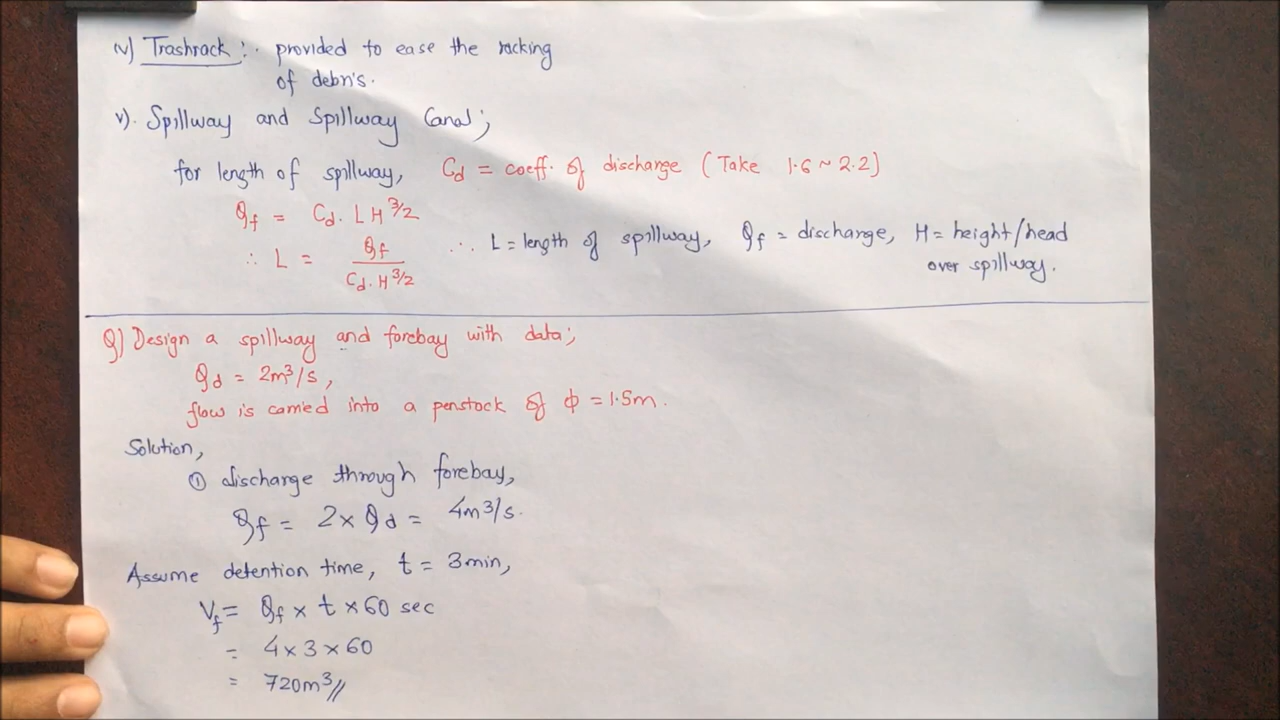 iv) Trashrack :- provided to ease the racking
of debris.
v). Spillway and Spillway Canal;
for length of spillway, Cd = coeff. of discharge (Take 1.6 ~ 2.2)
Qf = Cd. L H^3/2
∴ L = Qf / Cd. H^3/2 ∴ L = length of spillway, Qf = discharge, H = height/head
over spillway.
Q) Design a spillway and forebay with data;
Qd = 2m³/s,
flow is carried into a penstock of ϕ = 1.5m.
Solution,
① discharge through forebay,
Qf = 2 x Qd = 4m³/s.
Assume detention time, t = 3min,
Vf = Qf x t x 60 sec
= 4 x 3 x 60
= 720m³//